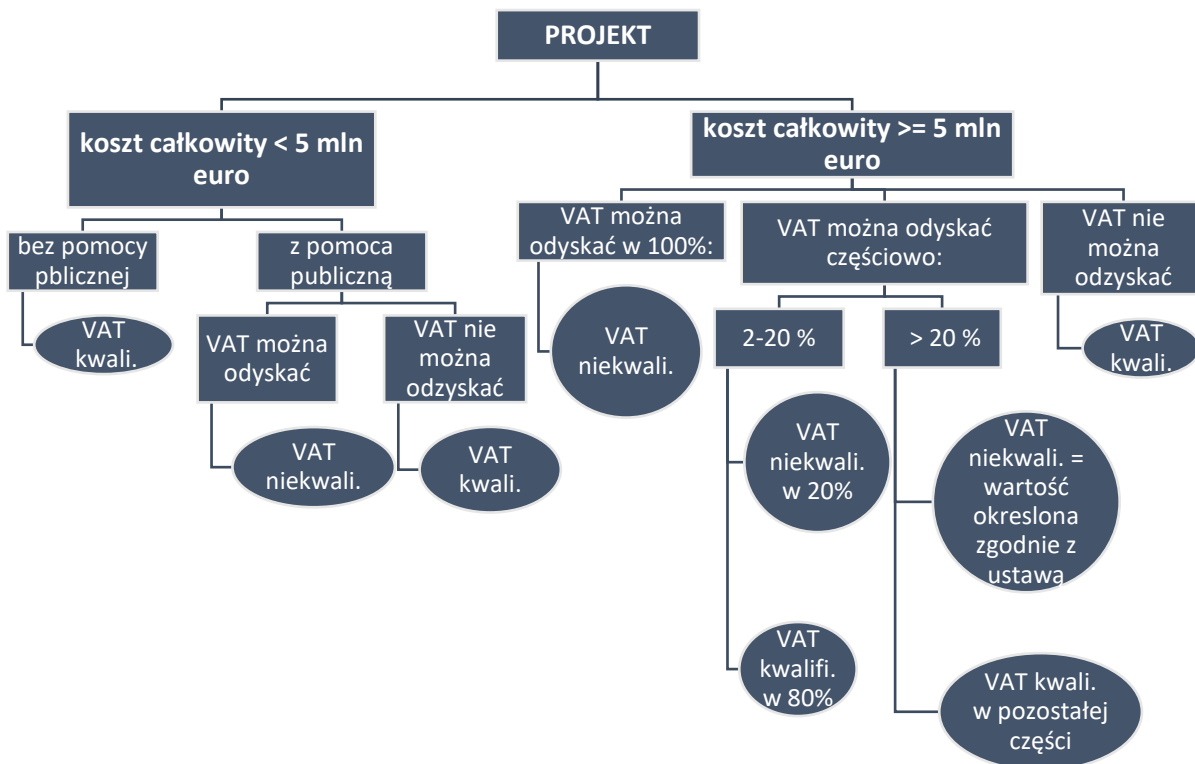 PROJEKT
koszt całkowity < 5 mln
euro
koszt całkowity >= 5 mln
euro
bez pomocy
pblicznej
z pomoca
publiczną
VAT można
odyskać w 100%:
VAT można odyskać
częściowo:
VAT nie
można
odzyskać
VAT
kwali.
VAT można
odyskać
VAT nie
można
odzyskać
VAT
niekwali.
2-20 %
> 20 %
VAT
kwali.
VAT
niekwali.
VAT
kwali.
VAT
niekwali.
w 20%
VAT
niekwali. =
wartość
okreslona
zgodnie z
ustawą
VAT
kwalifi.
w 80%
VAT kwali.
w pozostałej
części